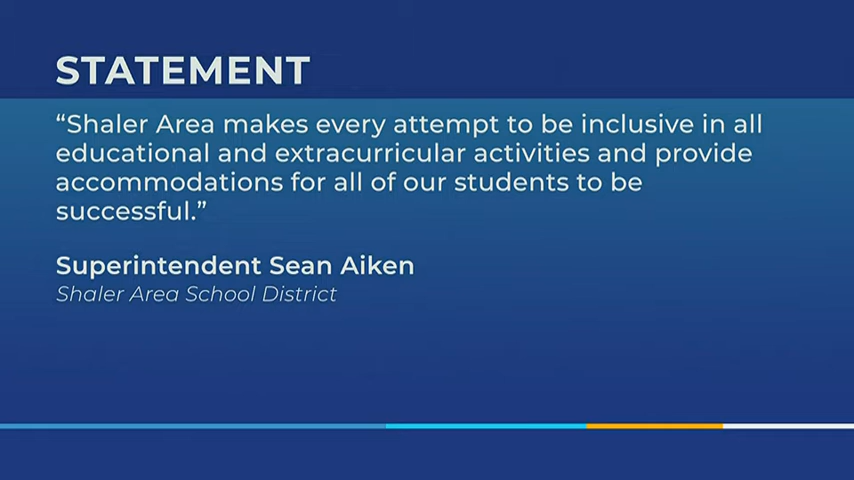 STATEMENT
“Shaler Area makes every attempt to be inclusive in all
educational and extracurricular activities and provide
accommodations for all of our students to be
successful.”
Superintendent Sean Aiken
Shaler Area School District